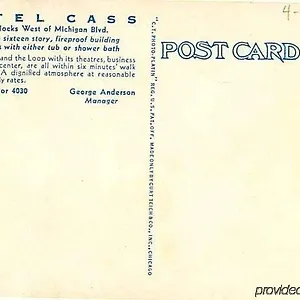 TEL CASS
locks West of Michigan Blvd.
sixteen story, fireproof building
s with either tub or shower bath
and the Loop with its theatres, business
center, are all within six minutes' walk
A dignified atmosphere at reasonable
ly rates.
or 4030
George Anderson
Manager
"C.T. PHOTO-PLATIN" REG. U.S. PAT. OFF. MADE ONLY BY CURT TEICH & CO., INC., CHICAGO
POST CARD
4-
provided